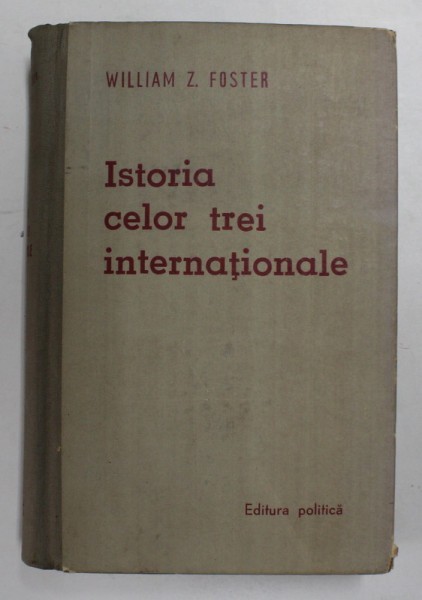 WILLIAM Z. FOSTER
Istoria
celor trei
internaționale
Editura politică